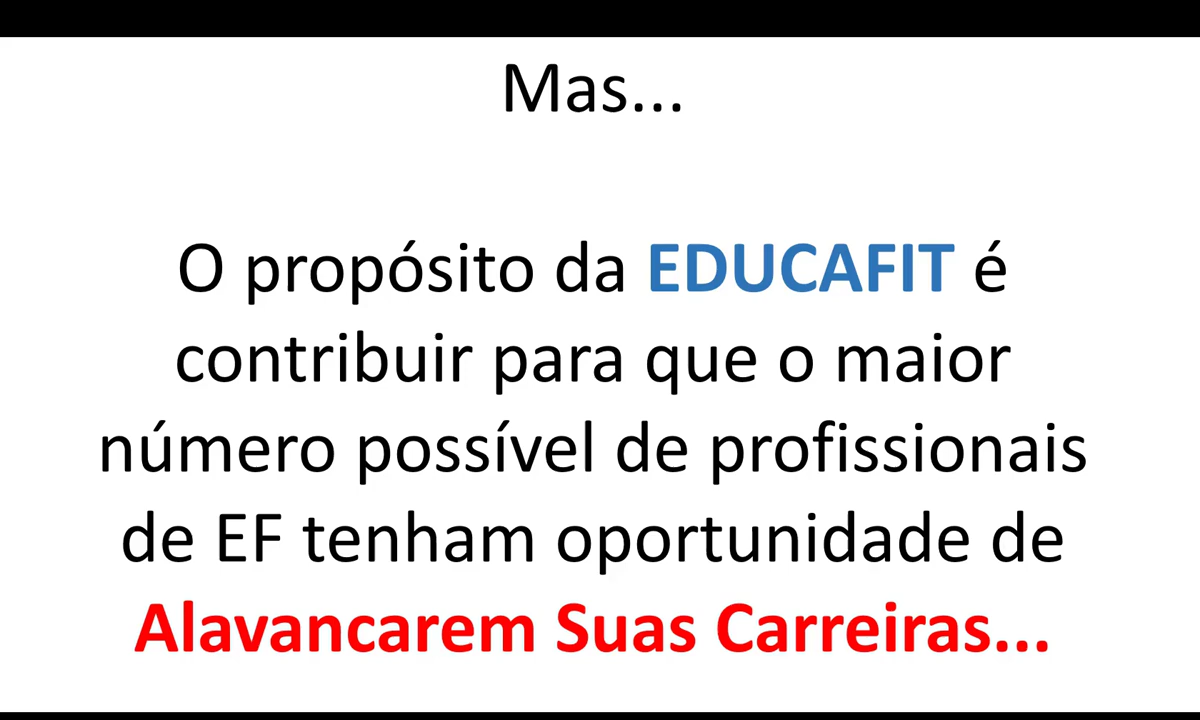 Mas...
O propósito da EDUCAFIT é
contribuir para que o maior
número possível de profissionais
de EF tenham oportunidade de
Alavancarem Suas Carreiras...